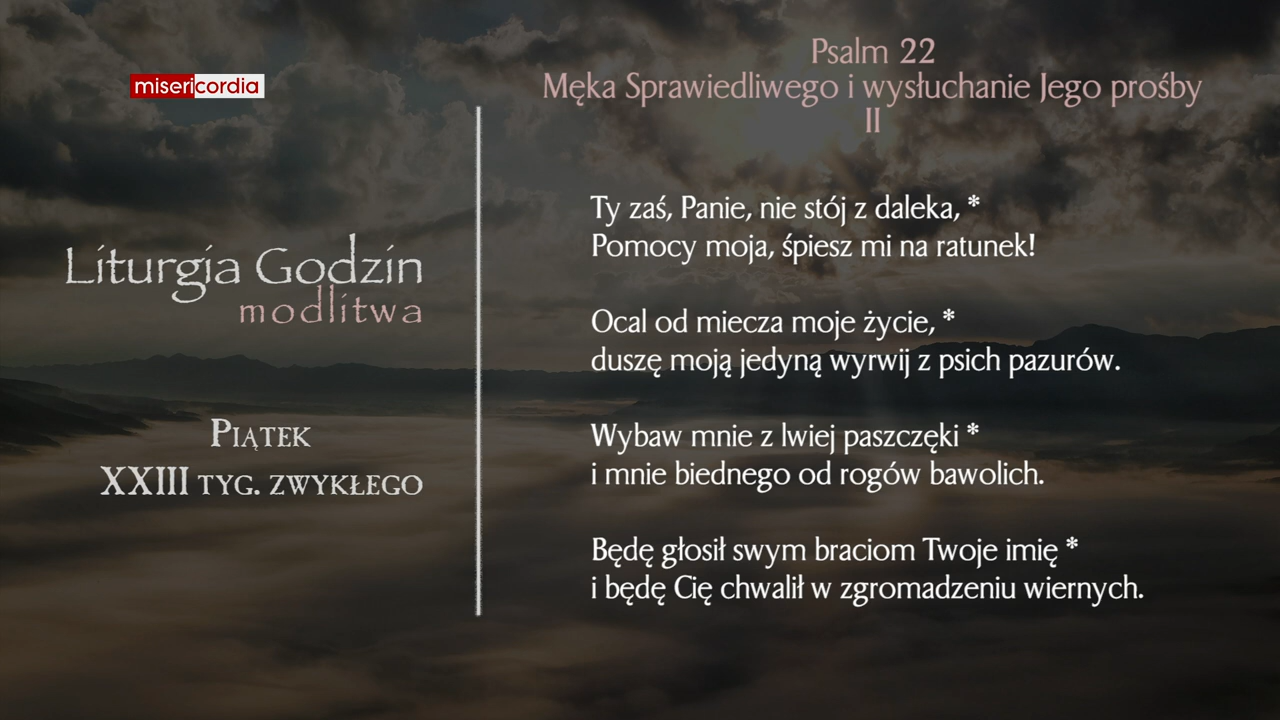 misericordia
Liturgia Godzin
modlitwa
Piątek
XXIII tyg. zwykłego
Psalm 22
Męka Sprawiedliwego i wysłuchanie Jego prośby
II
Ty zaś, Panie, nie stój z daleka, *
Pomocy moja, śpiesz mi na ratunek!
Ocal od miecza moje życie, *
duszę moją jedyną wyrwij z psich pazurów.
Wybaw mnie z lwiej paszczęki *
i mnie biednego od rogów bawolich.
Będę głosił swym braciom Twoje imię *
i będę Cię chwalił w zgromadzeniu wiernych.